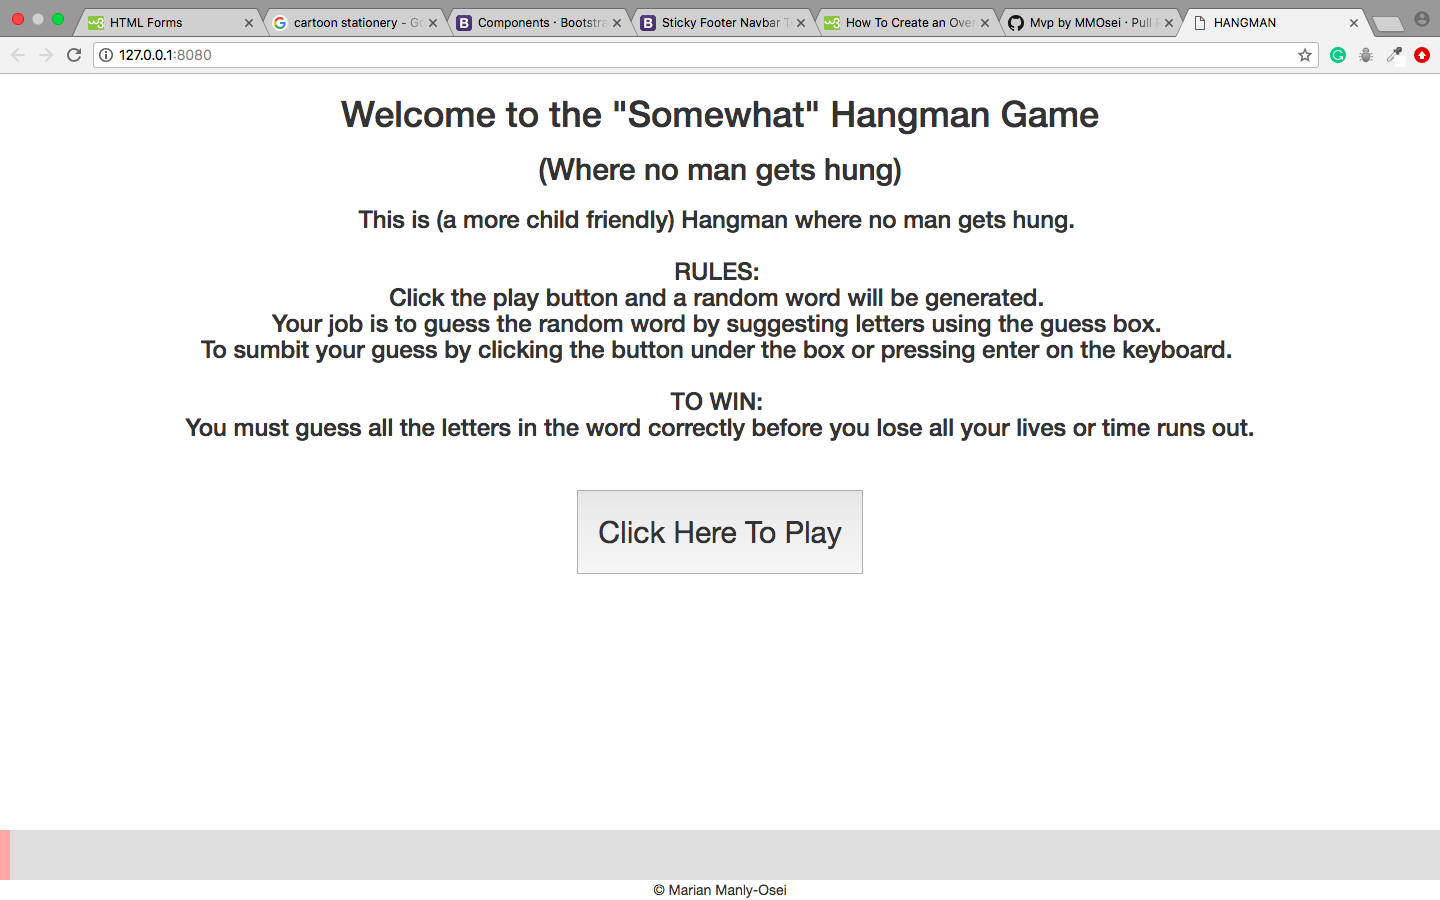 HTML Forms
cartoon stationery - Go
Components · Bootstra
Sticky Footer Navbar T
How To Create an Over
Mvp by MMOsei · Pull
HANGMAN
127.0.0.1:8080
Welcome to the "Somewhat" Hangman Game
(Where no man gets hung)
This is (a more child friendly) Hangman where no man gets hung.
RULES:
Click the play button and a random word will be generated.
Your job is to guess the random word by suggesting letters using the guess box.
To sumbit your guess by clicking the button under the box or pressing enter on the keyboard.
TO WIN:
You must guess all the letters in the word correctly before you lose all your lives or time runs out.
Click Here To Play
© Marian Manly-Osei